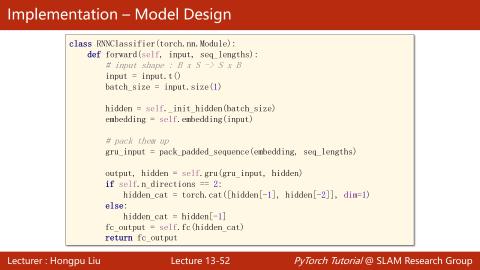 Implementation – Model Design
class RNNClassifier(torch.nn.Module):
    def forward(self, input, seq_lengths):
        # input shape : B x S -> S x B
        input = input.t()
        batch_size = input.size(1)

        hidden = self._init_hidden(batch_size)
        embedding = self.embedding(input)

        # pack them up
        gru_input = pack_padded_sequence(embedding, seq_lengths)

        output, hidden = self.gru(gru_input, hidden)
        if self.n_directions == 2:
            hidden_cat = torch.cat([hidden[-1], hidden[-2]], dim=1)
        else:
            hidden_cat = hidden[-1]
        fc_output = self.fc(hidden_cat)
        return fc_output
Lecturer : Hongpu Liu
Lecture 13-52
PyTorch Tutorial @ SLAM Research Group